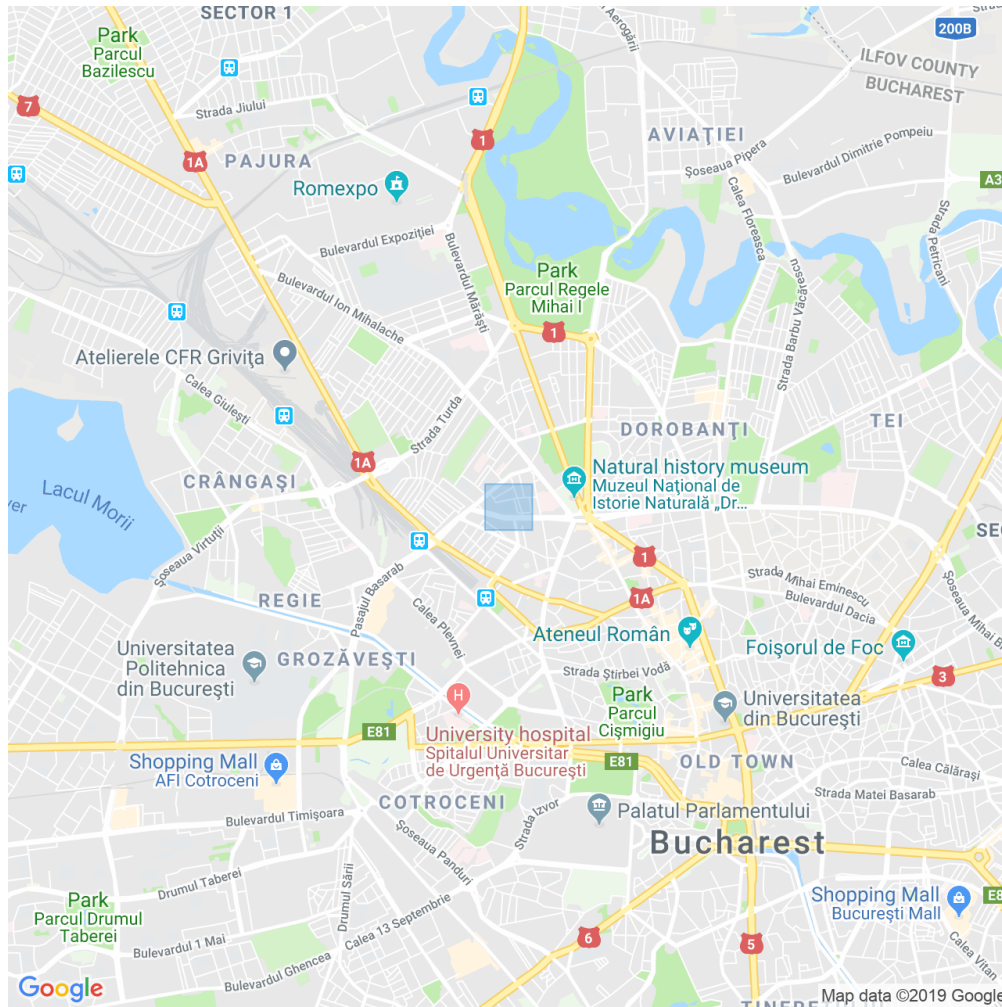 SECTOR 1
Park
Parcul
Bazilescu
200B
Aerogării
ILFOV COUNTY
BUCHAREST
7
Strada Jiului
1
AVIAŢIEI
Bulevardul Dimitrie Pompeiu
1A
PAJURA
Şoseaua Pipera
A3
Romexpo
Calea Floreasca
Strada Petricani
Bulevardul Expoziţiei
Bulevardul Mărăşti
Park
Parcul Regele
Mihai I
Bulevardul Ion Mihalache
Strada Barbu Văcărescu
1
Atelierele CFR Griviţa
Calea Giuleşti
Strada Turda
DOROBANŢI
TEI
1A
Natural history museum
Muzeul Naţional de
Istorie Naturală „Dr...
CRÂNGAŞI
Lacul Morii
Şoseaua Virtuţii
1
Strada Mihai Eminescu
Bulevardul Dacia
Şoseaua Mihai
REGIE
Pasajul Basarab
Calea Plevnei
1A
Ateneul Român
Foişorul de Foc
Universitatea
Politehnica
din Bucureşti
GROZĂVEŞTI
Strada Ştirbei Vodă
3
Park
Parcul
Cişmigiu
Universitatea
din Bucureşti
H
University hospital
Spitalul Universitar
de Urgenţă Bucureşti
E81
E81
OLD TOWN
Shopping Mall
AFI Cotroceni
Calea Călăraşi
Strada Matei Basarab
COTROCENI
Bulevardul Timişoara
Şoseaua Panduri
Strada Izvor
Palatul Parlamentului
Bucharest
Drumul Taberei
Drumul Sării
Shopping Mall
Bucureşti Mall
Park
Parcul Drumul
Taberei
Calea 13 Septembrie
Bulevardul 1 Mai
Bulevardul Ghencea
6
5
Calea Vitan
Google
Map data ©2019 Google